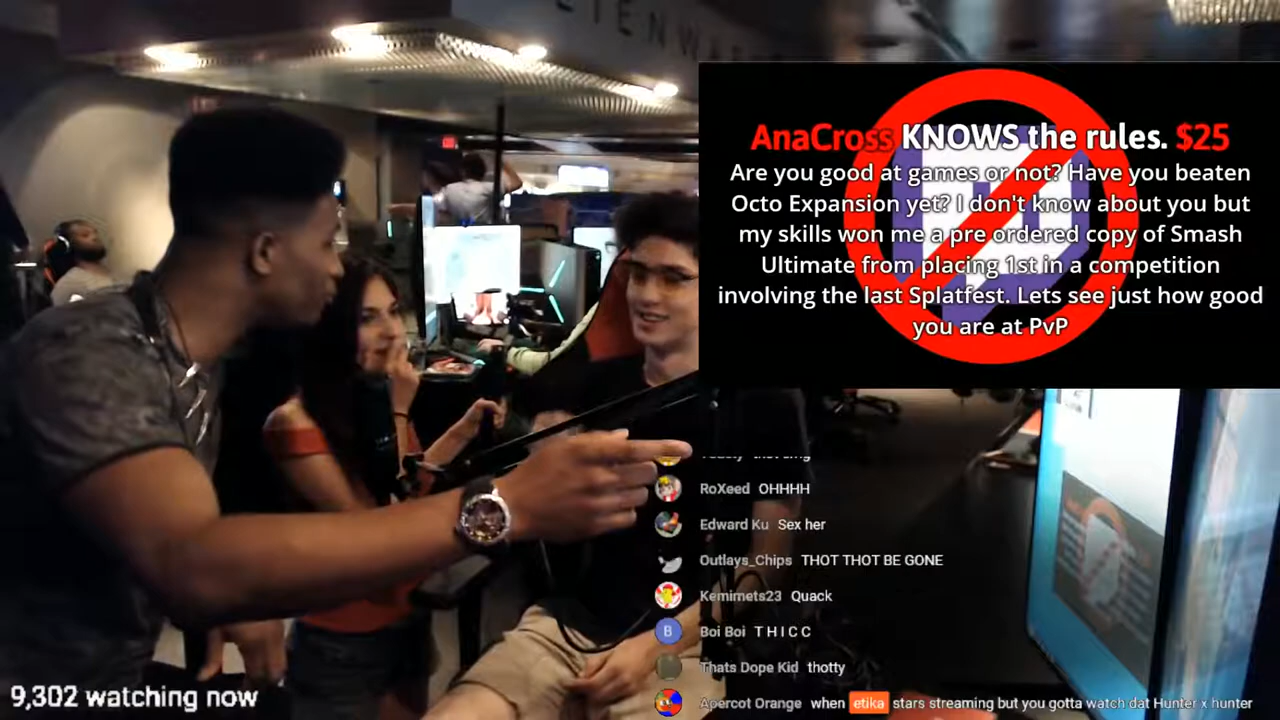 AnaCross KNOWS the rules. $25
Are you good at games or not? Have you beaten
Octo Expansion yet? I don't know about you but
my skills won me a pre ordered copy of Smash
Ultimate from placing 1st in a competition
involving the last Splatfest. Lets see just how good
you are at PvP
RoXeed OHHHH
Edward Ku Sex her
Outlays_Chips THOT THOT BE GONE
Kemimets23 Quack
B Boi Boi T H I C C
Thats Dope Kid thotty
Apercot Orange when etika stars streaming but you gotta watch dat Hunter x hunter
9,302 watching now